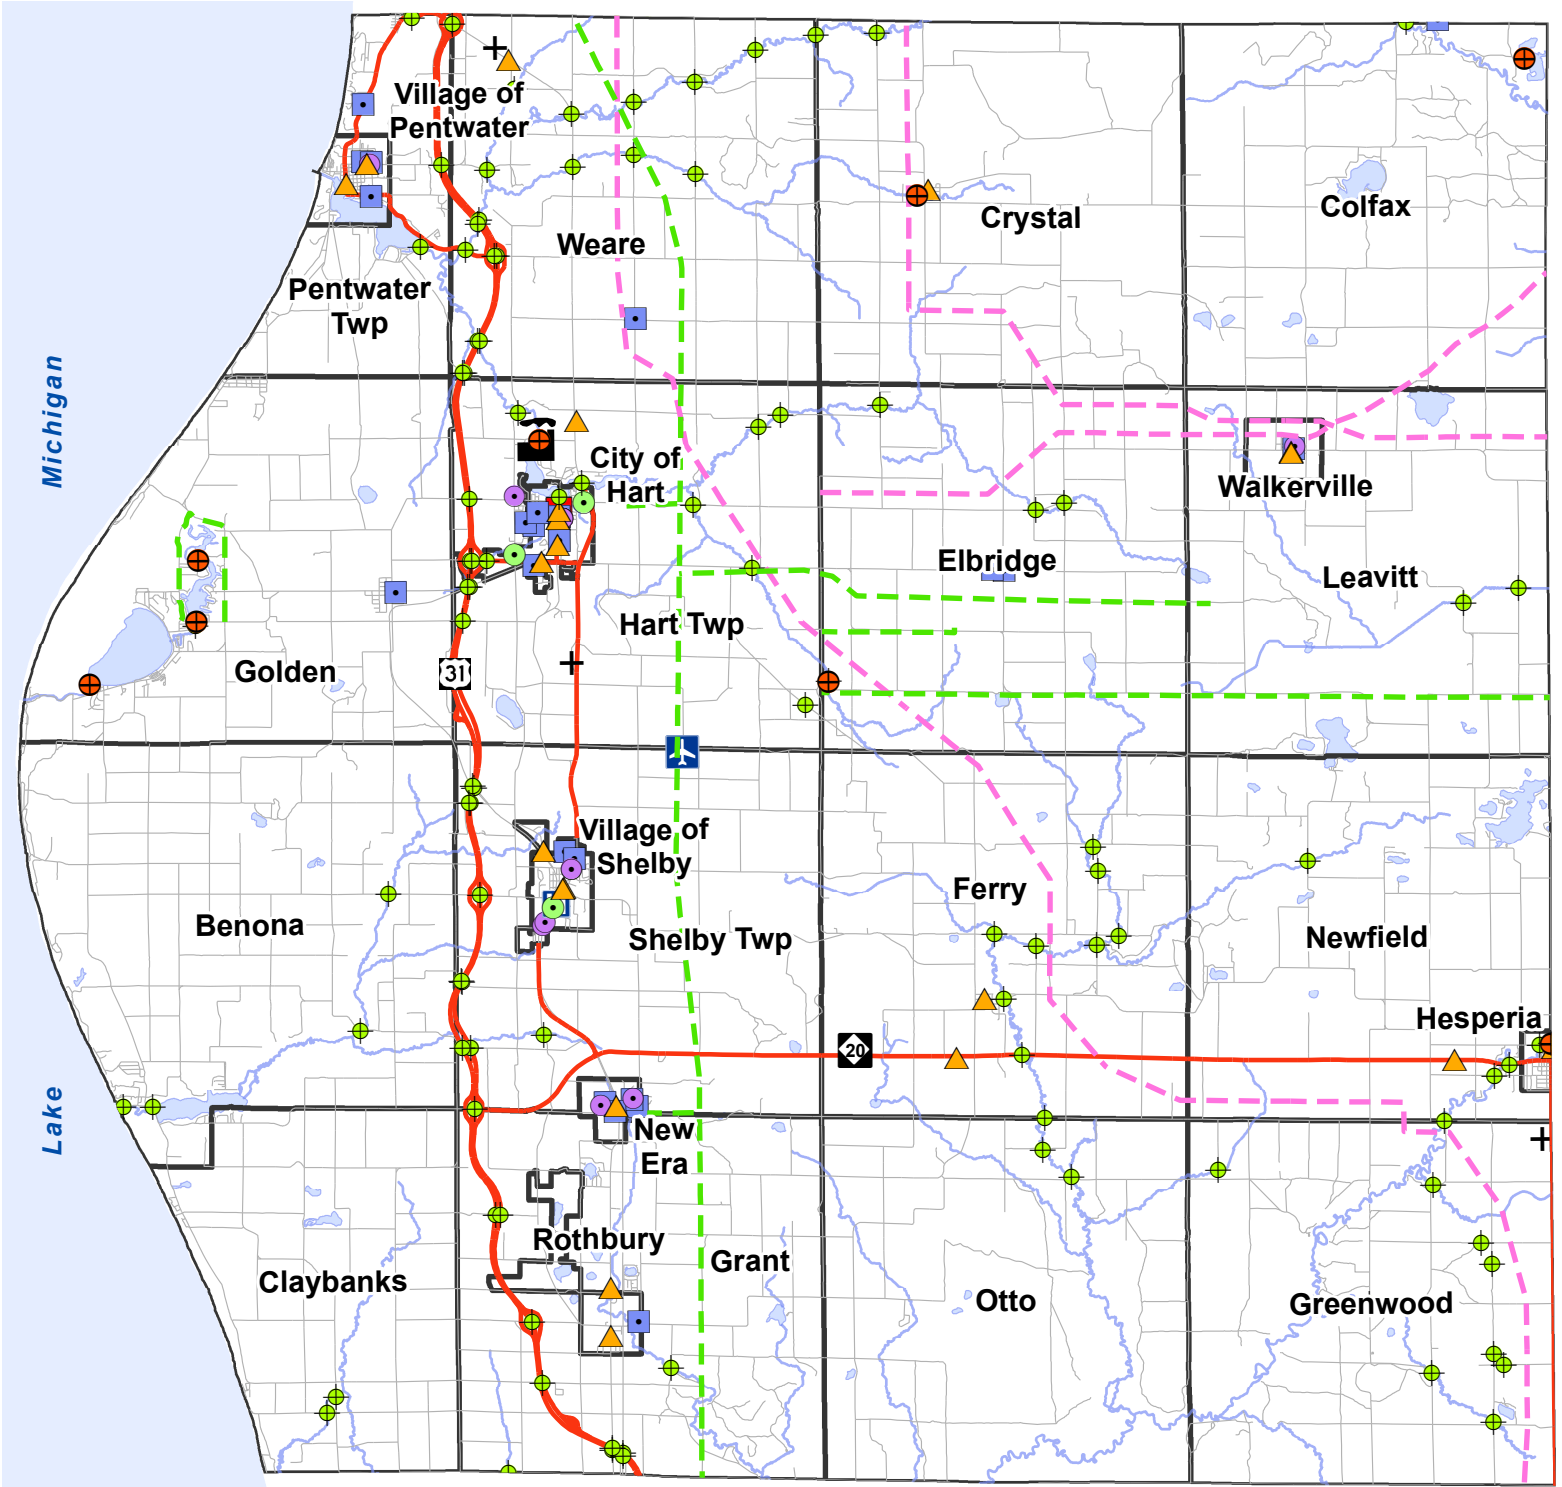 Village of
Pentwater
Weare
Crystal
Colfax
Pentwater
Twp
Michigan
City of
Hart
Walkerville
Elbridge
Leavitt
Hart Twp
Golden
31
Village of
Shelby
Ferry
Benona
Shelby Twp
Newfield
Hesperia
20
Lake
New
Era
Rothbury
Grant
Claybanks
Otto
Greenwood